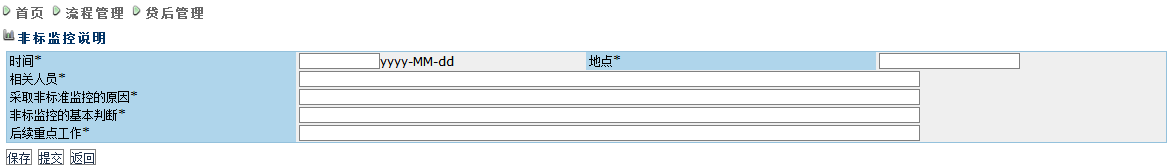 首页 流程管理 贷后管理
非标监控说明
时间* yyyy-MM-dd 地点*
相关人员*
采取非标准监控的原因*
非标监控的基本判断*
后续重点工作*
保存 提交 返回